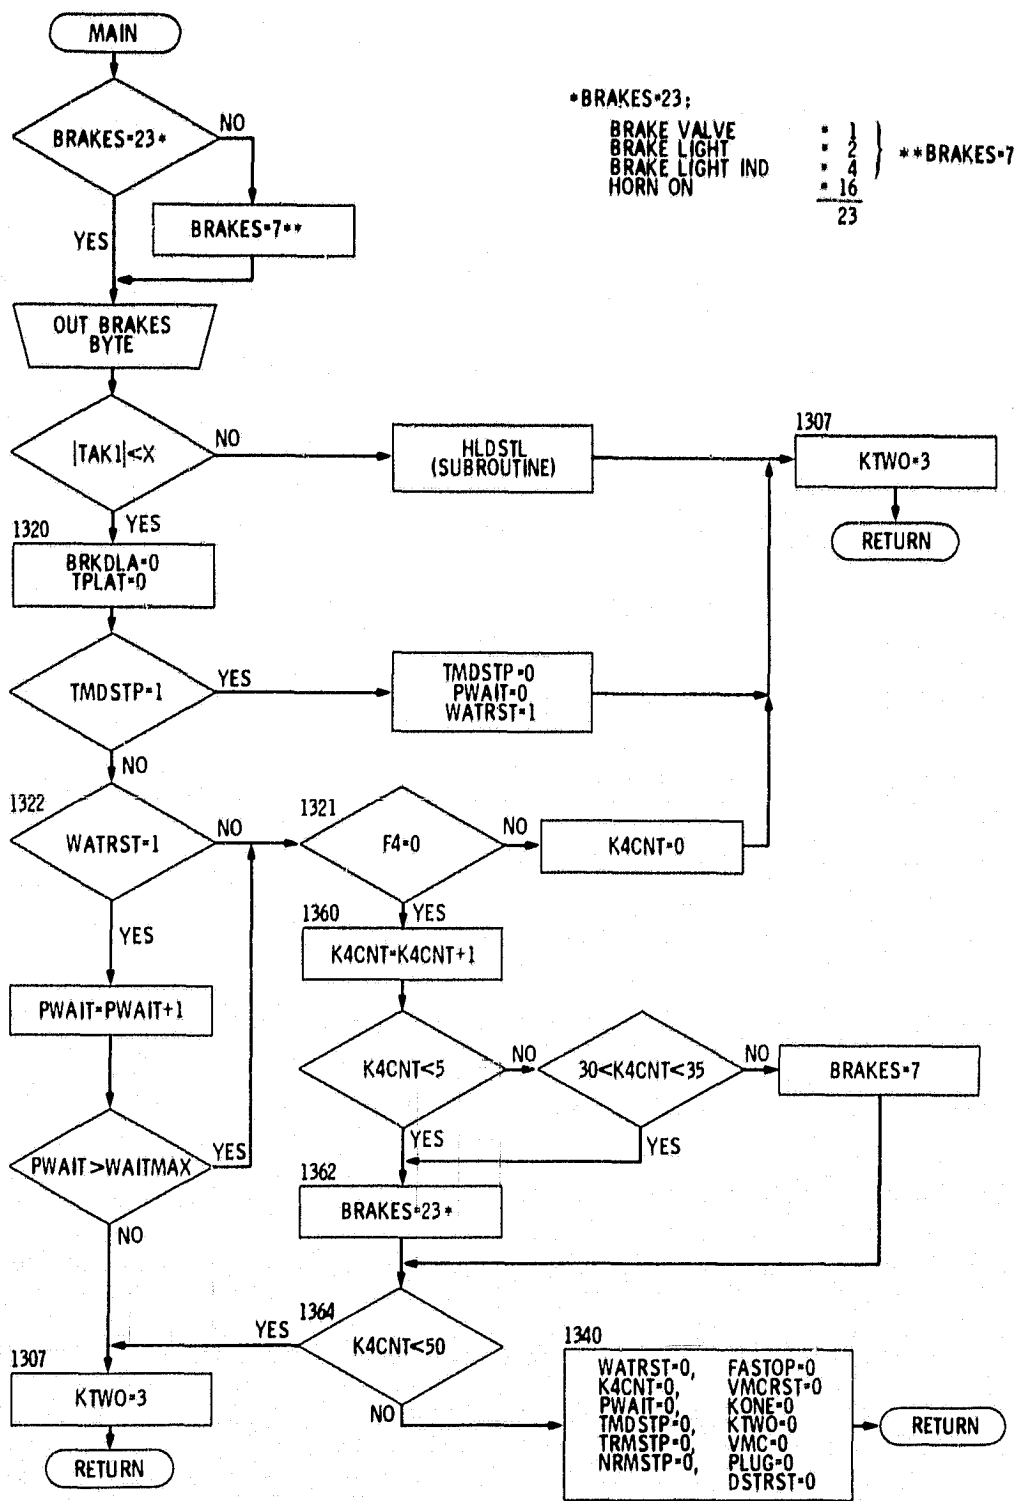 MAIN
*BRAKES=23:
BRAKE VALVE = 1
BRAKE LIGHT = 2
BRAKE LIGHT IND = 4
HORN ON = 16
23
**BRAKES=7
BRAKES=23*
NO
YES
BRAKES=7**
OUT BRAKES
BYTE
|TAK1|<X
NO
YES
HLDSTL
(SUBROUTINE)
1307
KTWO=3
RETURN
1320
BRKDLA=0
TPLAT=0
TMDSTP=1
YES
NO
TMDSTP=0
PWAIT=0
WATRST=1
1322
WATRST=1
NO
YES
1321
F4=0
NO
YES
K4CNT=0
1360
K4CNT=K4CNT+1
PWAIT=PWAIT+1
K4CNT<5
NO
YES
30<K4CNT<35
NO
YES
BRAKES=7
PWAIT>WAITMAX
YES
NO
1362
BRAKES=23*
1364
K4CNT<50
YES
NO
1307
KTWO=3
RETURN
1340
WATRST=0, FASTOP=0
K4CNT=0, VMCRST=0
PWAIT=0, KONE=0
TMDSTP=0, KTWO=0
TRMSTP=0, VMC=0
NRMSTP=0, PLUG=0
DSTRST=0
RETURN